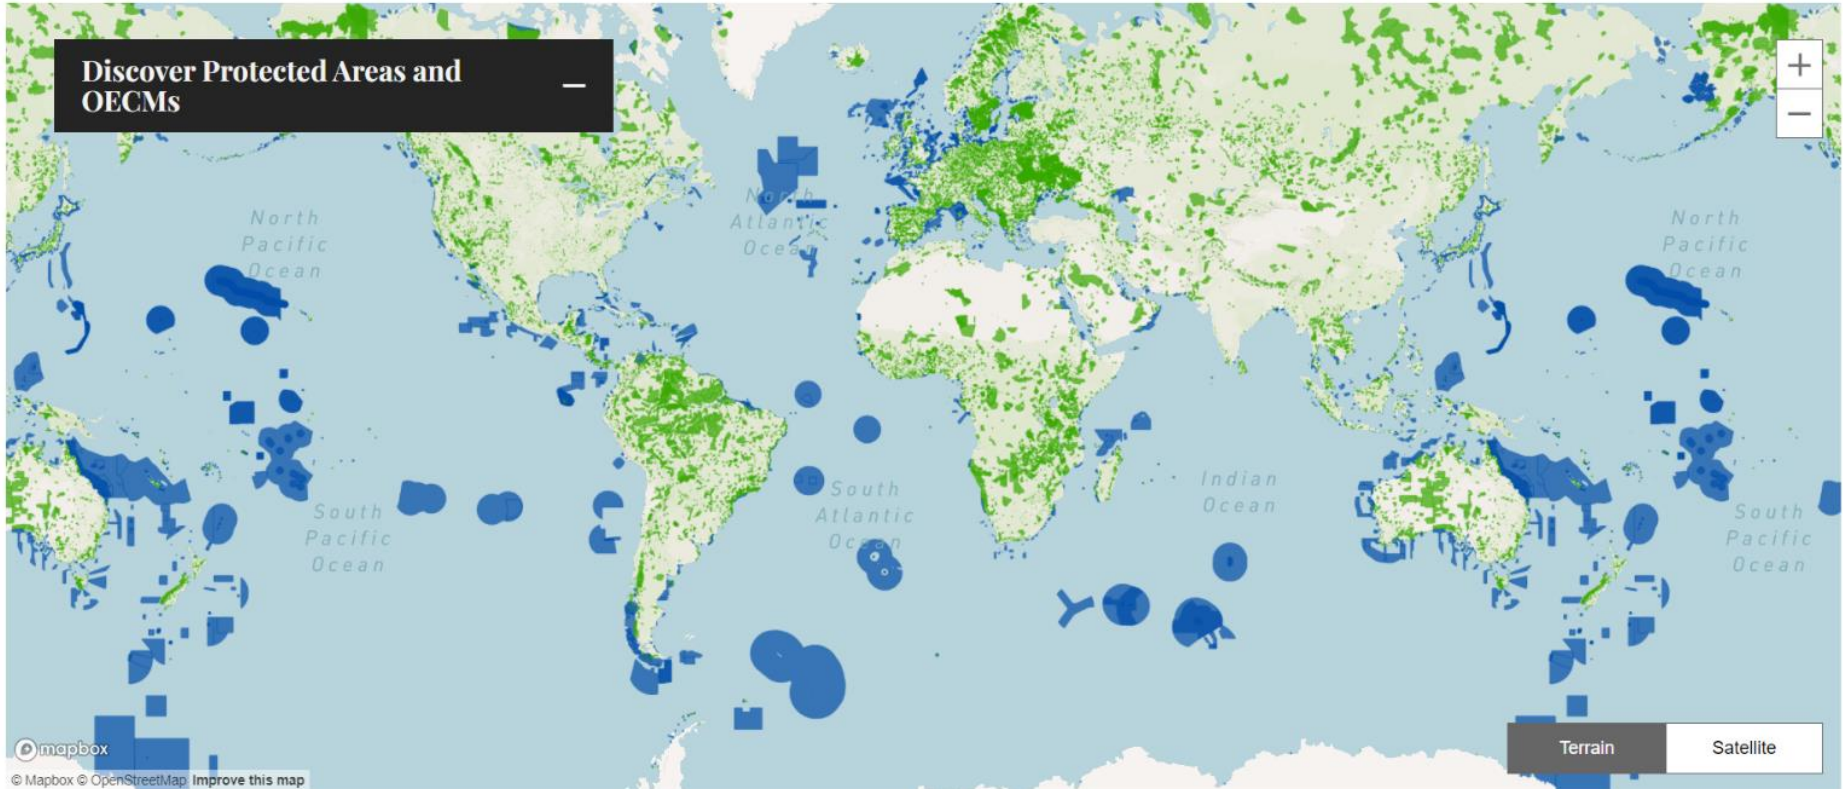 Discover Protected Areas and
OECMs
−
+
−
North
Pacific
Ocean
North
Atlantic
Ocean
North
Pacific
Ocean
South
Pacific
Ocean
South
Atlantic
Ocean
Indian
Ocean
South
Pacific
Ocean
mapbox
Terrain
Satellite
© Mapbox © OpenStreetMap Improve this map